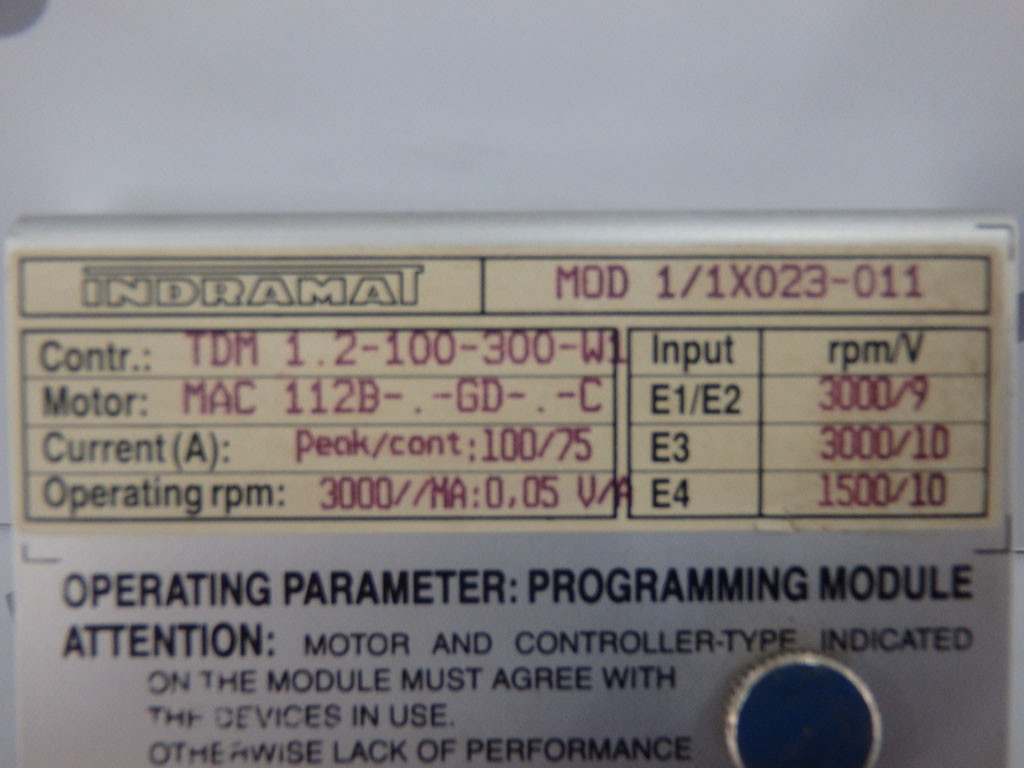 INDRAMAT MOD 1/1X023-011
Contr.: TDM 1.2-100-300-W1 Input rpm/V
Motor: MAC 112B-.-GD-.-C E1/E2 3000/9
Current (A): Peak/cont:100/75 E3 3000/10
Operating rpm: 3000//MA:0,05 V/A E4 1500/10
OPERATING PARAMETER: PROGRAMMING MODULE
ATTENTION: MOTOR AND CONTROLLER-TYPE INDICATED
ON THE MODULE MUST AGREE WITH
THE DEVICES IN USE.
OTHERWISE LACK OF PERFORMANCE